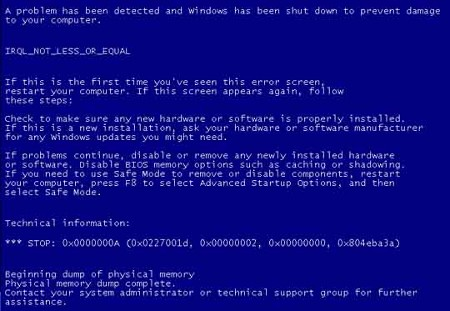 A problem has been detected and Windows has been shut down to prevent damage
to your computer.
IRQL_NOT_LESS_OR_EQUAL
If this is the first time you've seen this error screen,
restart your computer. If this screen appears again, follow
these steps:
Check to make sure any new hardware or software is properly installed.
If this is a new installation, ask your hardware or software manufacturer
for any Windows updates you might need.
If problems continue, disable or remove any newly installed hardware
or software. Disable BIOS memory options such as caching or shadowing.
If you need to use Safe Mode to remove or disable components, restart
your computer, press F8 to select Advanced Startup Options, and then
select Safe Mode.
Technical information:
*** STOP: 0x0000000A (0x0227001d, 0x00000002, 0x00000000, 0x804eba3a)
Beginning dump of physical memory
Physical memory dump complete.
Contact your system administrator or technical support group for further
assistance.